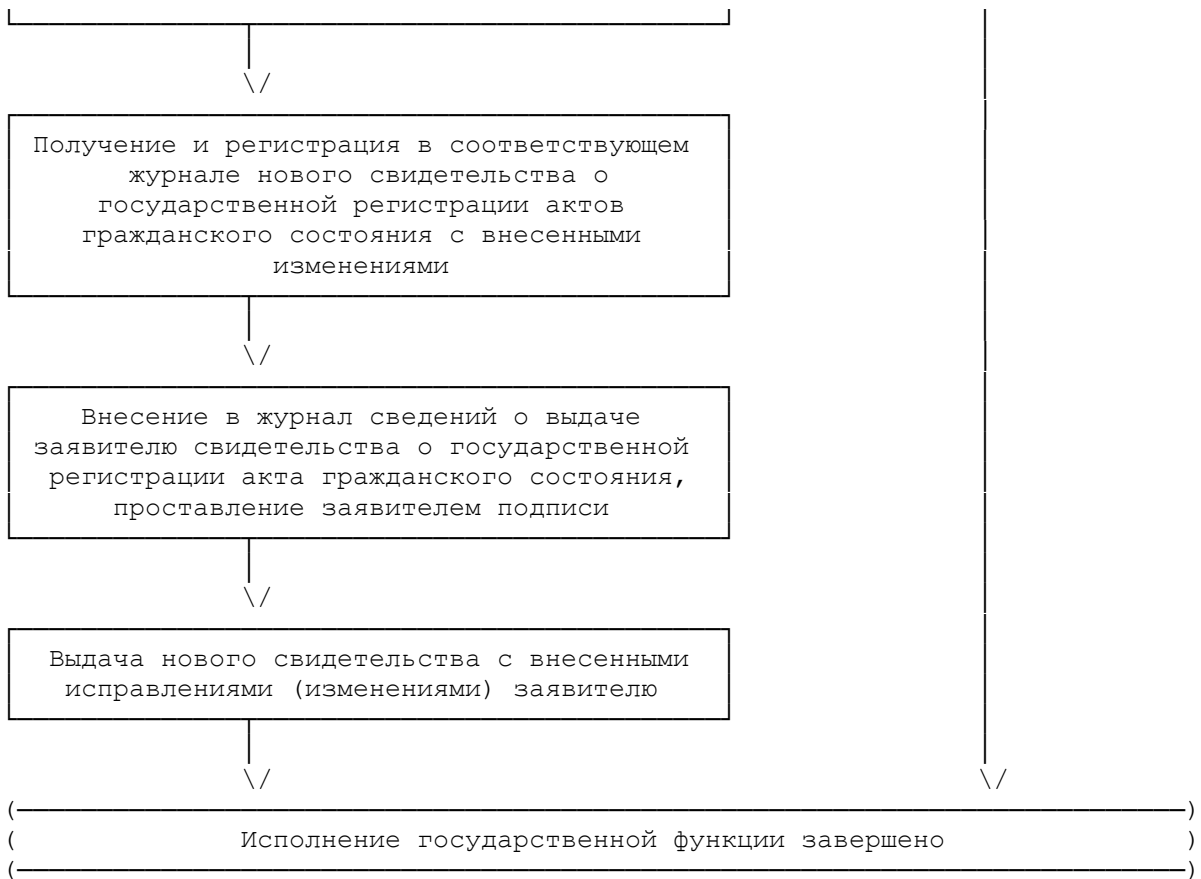 Получение и регистрация в соответствующем
журнале нового свидетельства о
государственной регистрации актов
гражданского состояния с внесенными
изменениями
Внесение в журнал сведений о выдаче
заявителю свидетельства о государственной
регистрации акта гражданского состояния,
проставление заявителем подписи
Выдача нового свидетельства с внесенными
исправлениями (изменениями) заявителю
Исполнение государственной функции завершено